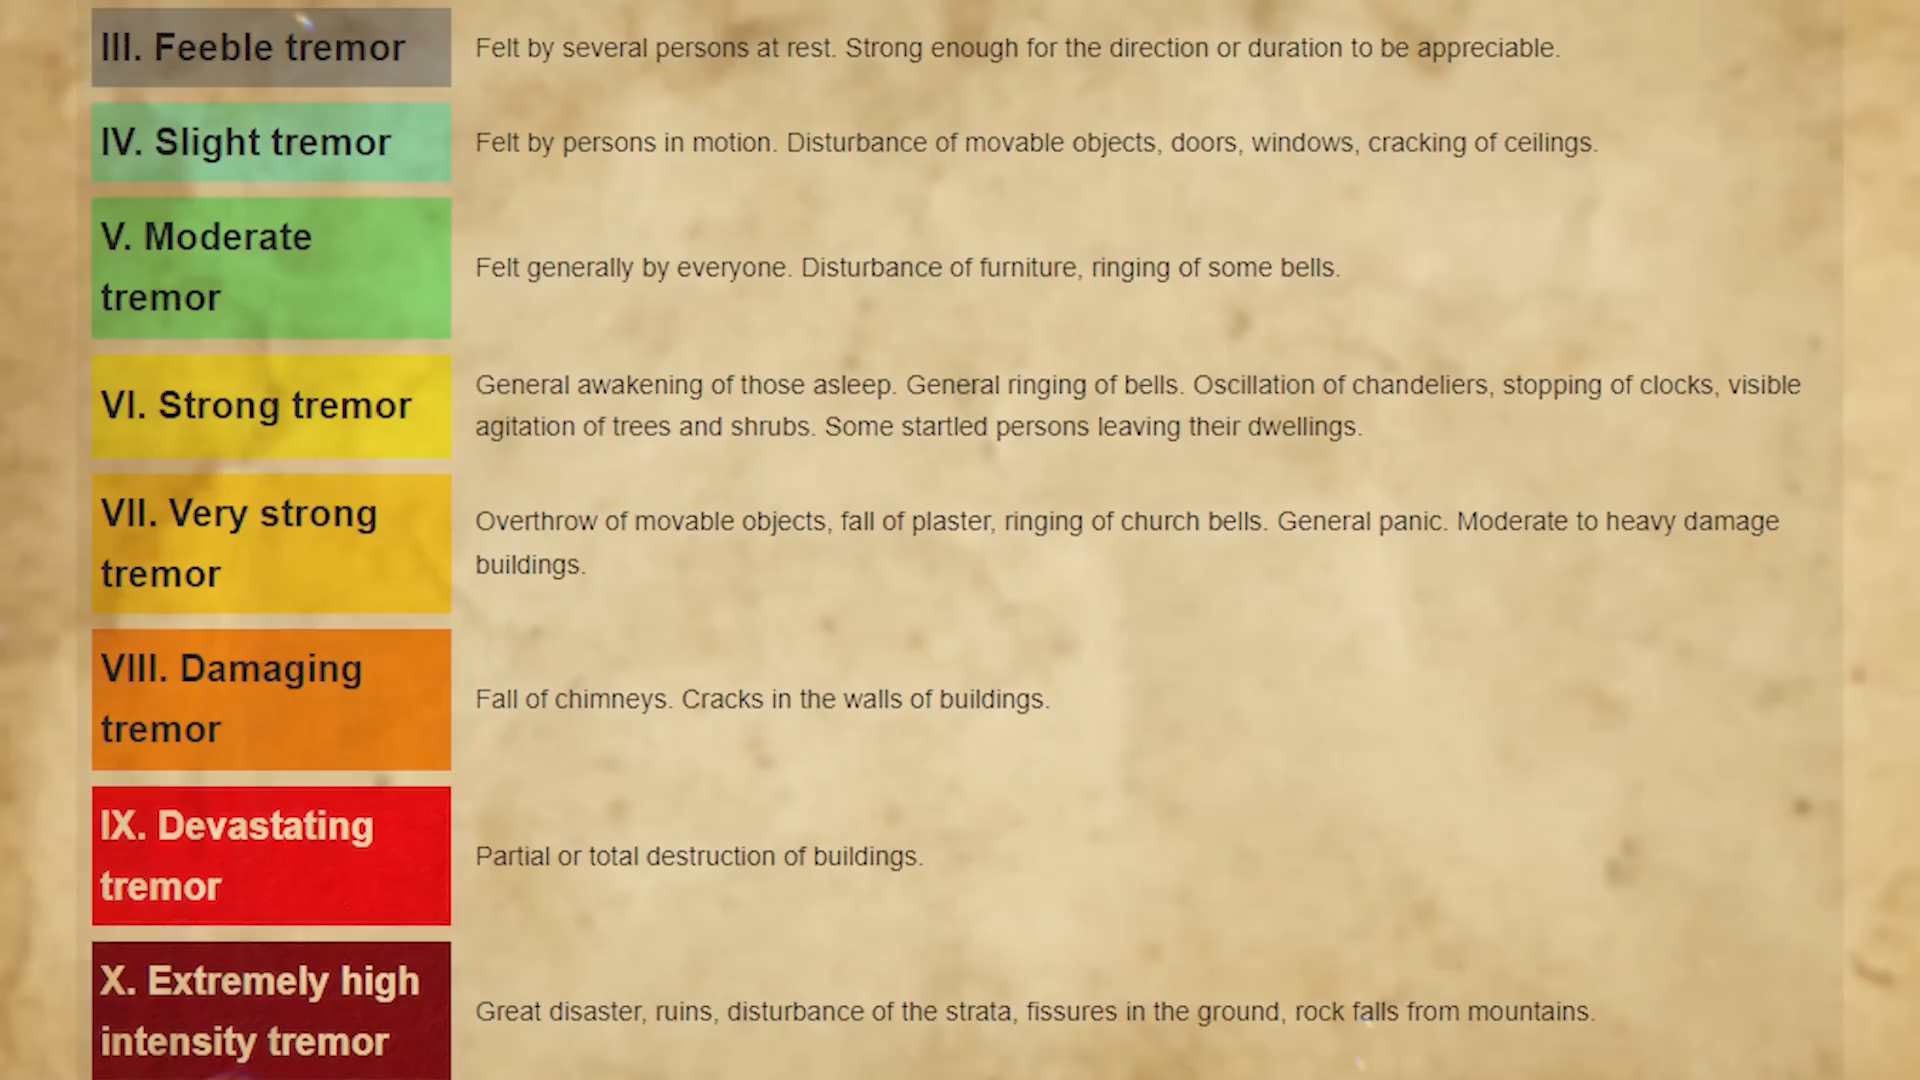 III. Feeble tremor
Felt by several persons at rest. Strong enough for the direction or duration to be appreciable.
IV. Slight tremor
Felt by persons in motion. Disturbance of movable objects, doors, windows, cracking of ceilings.
V. Moderate
tremor
Felt generally by everyone. Disturbance of furniture, ringing of some bells.
VI. Strong tremor
General awakening of those asleep. General ringing of bells. Oscillation of chandeliers, stopping of clocks, visible
agitation of trees and shrubs. Some startled persons leaving their dwellings.
VII. Very strong
tremor
Overthrow of movable objects, fall of plaster, ringing of church bells. General panic. Moderate to heavy damage
buildings.
VIII. Damaging
tremor
Fall of chimneys. Cracks in the walls of buildings.
IX. Devastating
tremor
Partial or total destruction of buildings.
X. Extremely high
intensity tremor
Great disaster, ruins, disturbance of the strata, fissures in the ground, rock falls from mountains.